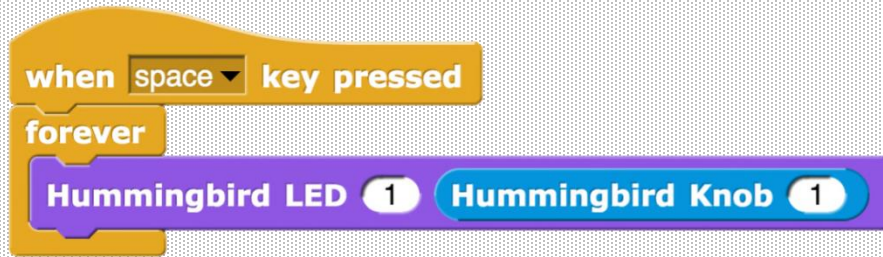 when space key pressed
forever
Hummingbird LED 1 Hummingbird Knob 1